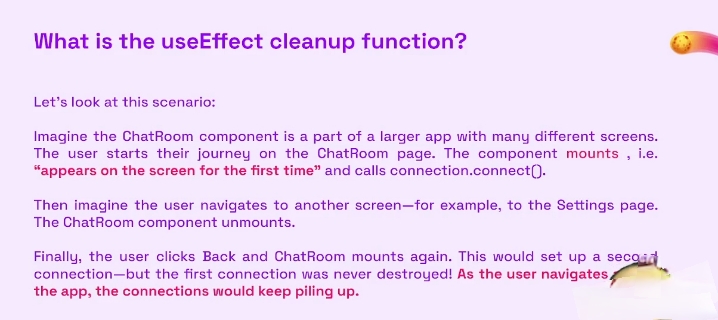 What is the useEffect cleanup function?
Let's look at this scenario:
Imagine the ChatRoom component is a part of a larger app with many different screens.
The user starts their journey on the ChatRoom page. The component mounts , i.e.
“appears on the screen for the first time” and calls connection.connect().
Then imagine the user navigates to another screen—for example, to the Settings page.
The ChatRoom component unmounts.
Finally, the user clicks Back and ChatRoom mounts again. This would set up a second
connection—but the first connection was never destroyed! As the user navigates
the app, the connections would keep piling up.